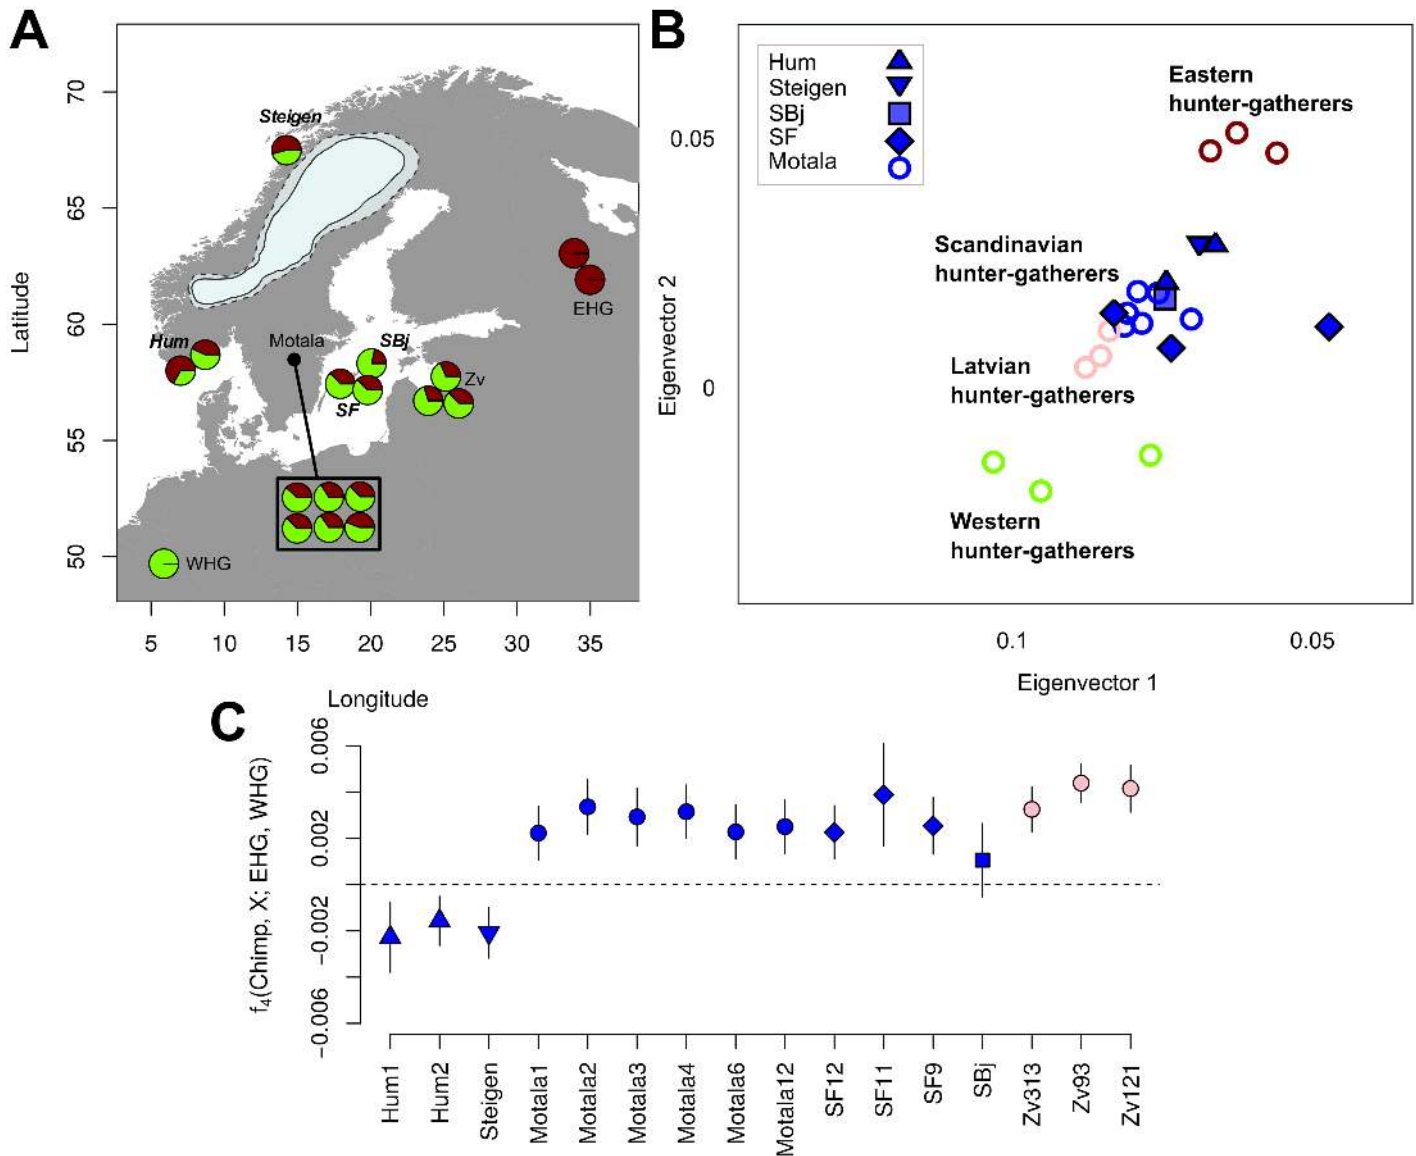 A
70
65
60
55
50
Latitude
Steigen
EHG
Hum
Motala
SBj
Zv
SF
WHG
5 10 15 20 25 30 35
Longitude
B
Hum
Steigen
SBj
SF
Motala
Eastern
hunter-gatherers
Scandinavian
hunter-gatherers
Latvian
hunter-gatherers
Western
hunter-gatherers
0.05
0
Eigenvector 2
0.1 0.05
Eigenvector 1
C
0.006
0.002
−0.002
−0.006
f4(Chimp, X; EHG, WHG)
Hum1
Hum2
Steigen
Motala1
Motala2
Motala3
Motala4
Motala6
Motala12
SF12
SF11
SF9
SBj
Zv313
Zv93
Zv121